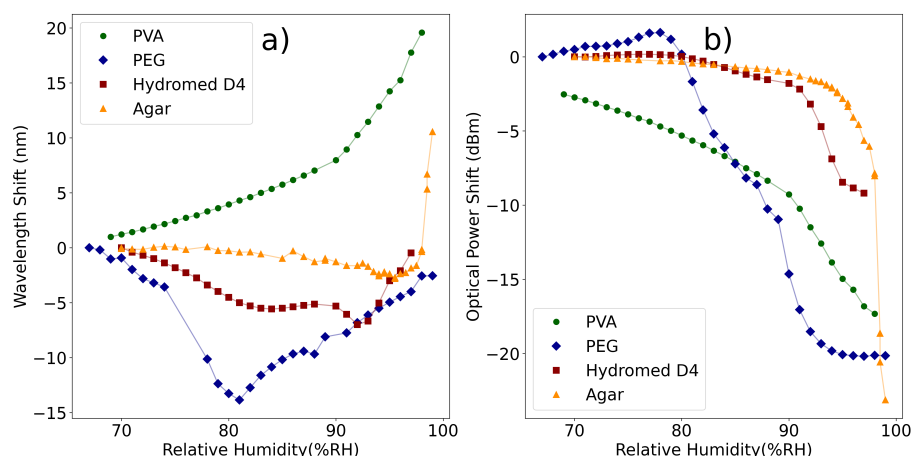 a)
PVA
PEG
Hydromed D4
Agar
20
15
10
5
0
−5
−10
−15
Wavelength Shift (nm)
70
80
90
100
Relative Humidity(%RH)
b)
0
−5
−10
−15
−20
Optical Power Shift (dBm)
PVA
PEG
Hydromed D4
Agar
70
80
90
100
Relative Humidity(%RH)